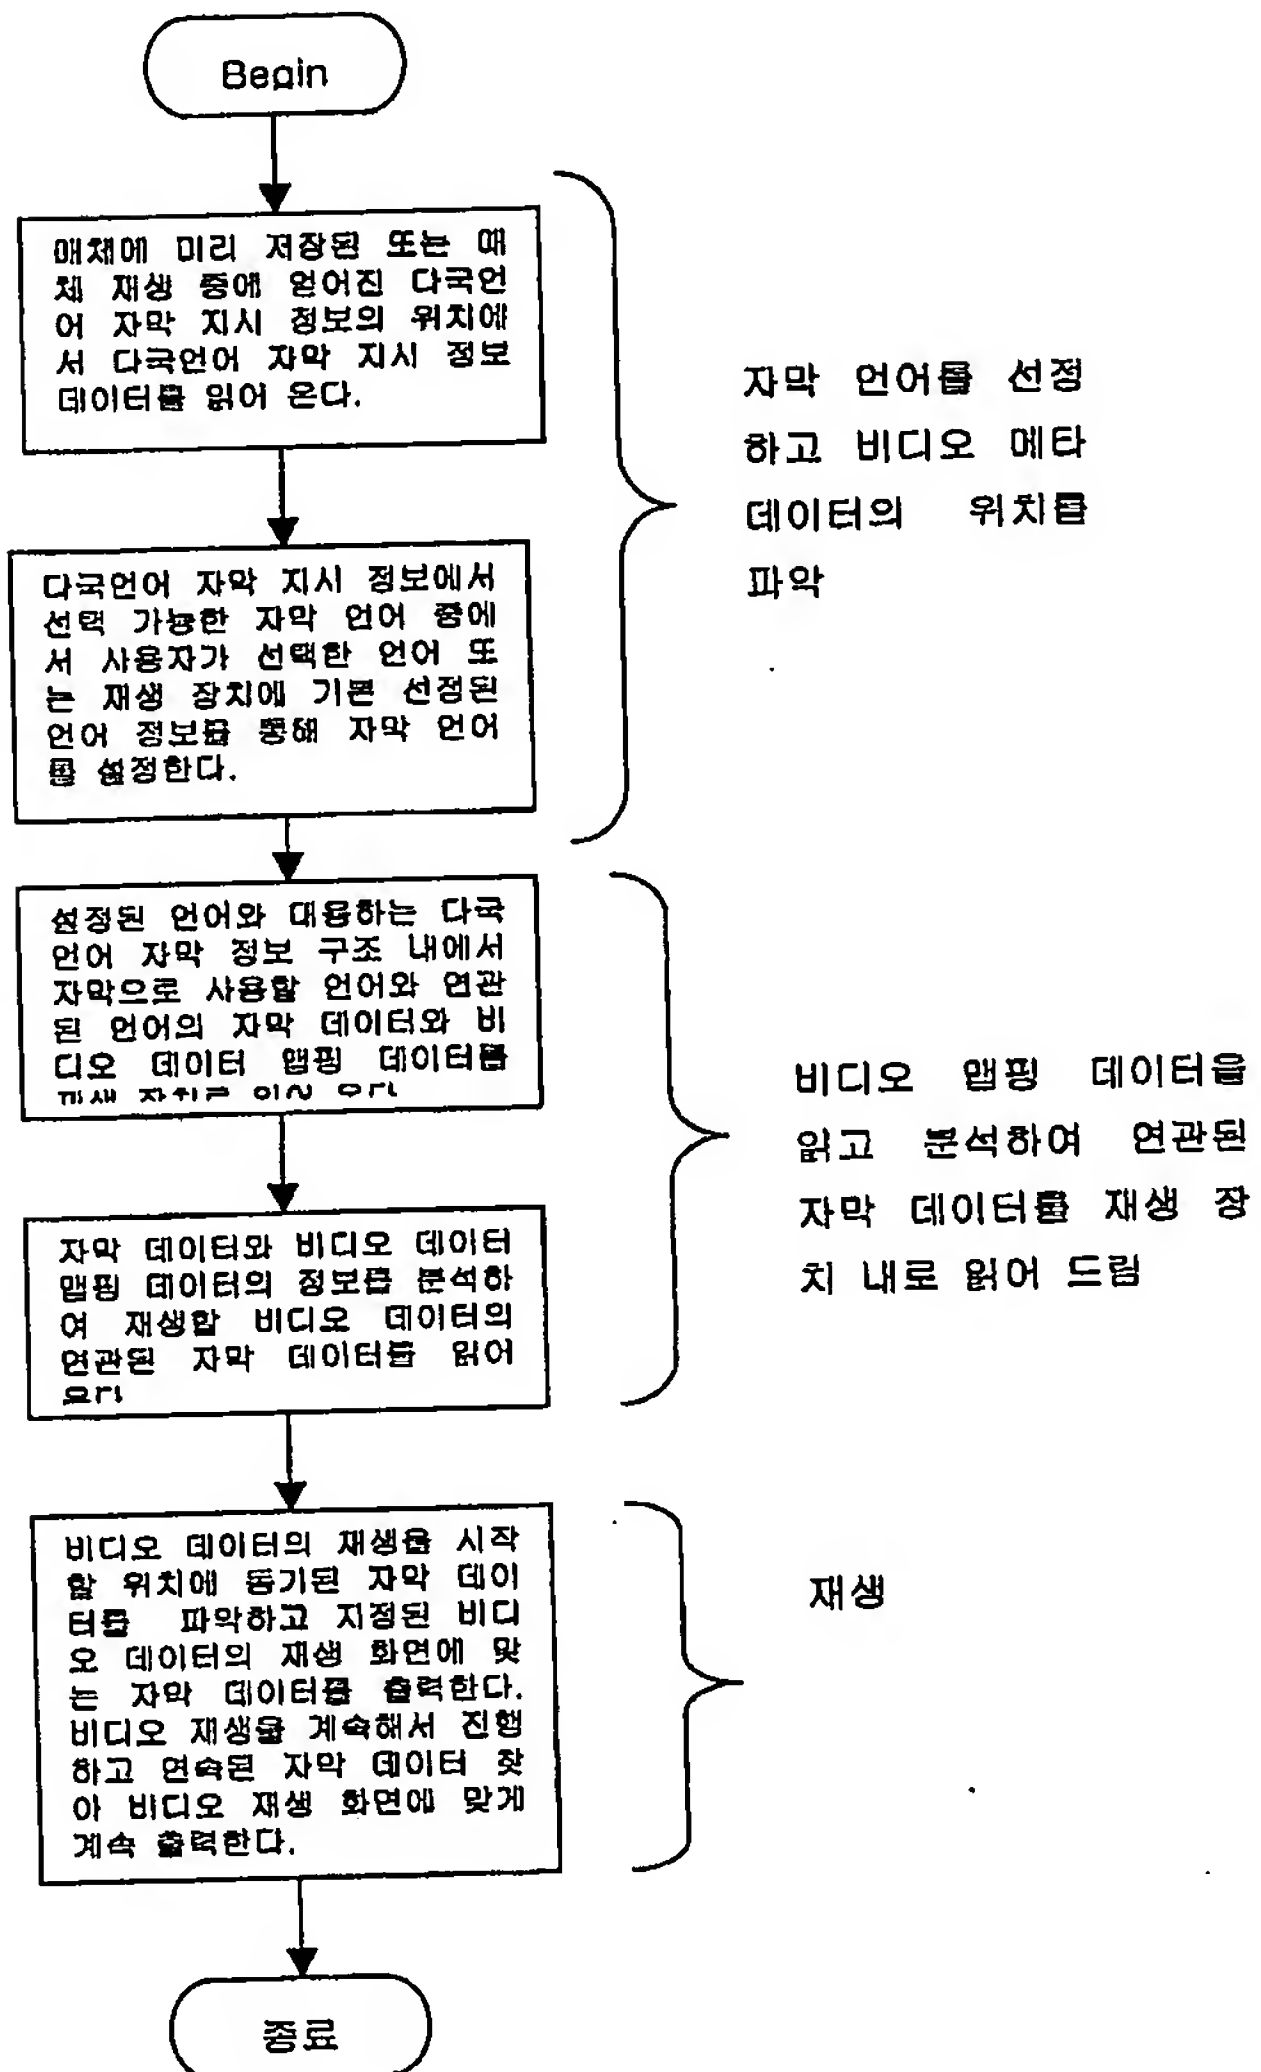 Begin
매체에 미리 저장된 또는 매
체 재생 중에 얻어진 다국언
어 자막 지시 정보의 위치에
서 다국언어 자막 지시 정보
데이터를 읽어 온다.
다국언어 자막 지시 정보에서
선택 가능한 자막 언어 중에
서 사용자가 선택한 언어 또
는 재생 장치에 기본 선정된
언어 정보를 통해 자막 언어
를 설정한다.
자막 언어를 선정
하고 비디오 메타
데이터의 위치를
파악
설정된 언어와 대응하는 다국
언어 자막 정보 구조 내에서
자막으로 사용할 언어와 연관
된 언어의 자막 데이터와 비
디오 데이터 맵핑 데이터를
자막 데이터와 비디오 데이터
맵핑 데이터의 정보를 분석하
여 재생할 비디오 데이터의
연관된 자막 데이터를 읽어
비디오 맵핑 데이터을
읽고 분석하여 연관된
자막 데이터를 재생 장
치 내로 읽어 드림
비디오 데이터의 재생을 시작
할 위치에 동기된 자막 데이
터를 파악하고 지정된 비디
오 데이터의 재생 화면에 맞
는 자막 데이터를 출력한다.
비디오 재생을 계속해서 진행
하고 연속된 자막 데이터 찾
아 비디오 재생 화면에 맞게
계속 출력한다.
재생
종료